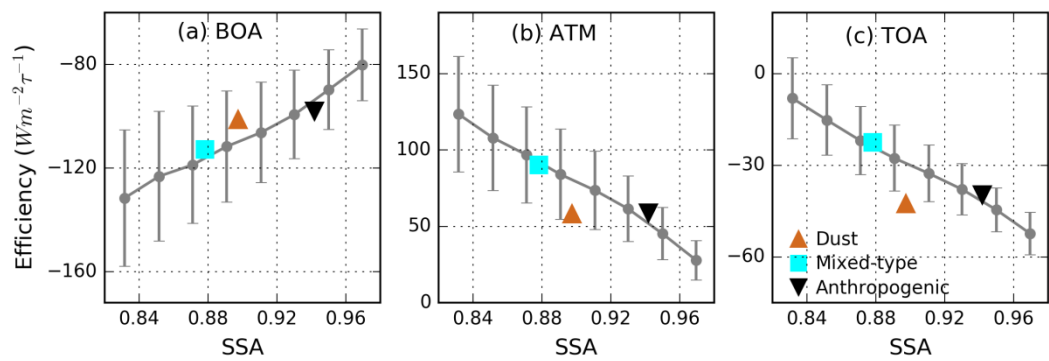 (a) BOA
(b) ATM
(c) TOA
Efficiency (Wm⁻²τ⁻¹)
−80
−120
−160
0.84 0.88 0.92 0.96
SSA
150
100
50
0
0.84 0.88 0.92 0.96
SSA
0
−30
−60
Dust
Mixed-type
Anthropogenic
0.84 0.88 0.92 0.96
SSA